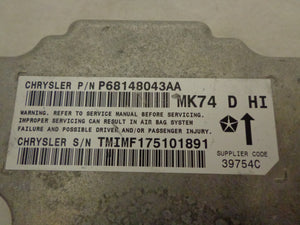 CHRYSLER P/N P68148043AA
MK74 D HI
WARNING. REFER TO SERVICE MANUAL BEFORE SERVICING.
IMPROPER SERVICING CAN RESULT IN AIR BAG SYSTEM
FAILURE AND POSSIBLE DRIVER AND/OR PASSENGER INJURY.
CHRYSLER S/N TMIMF175101891
SUPPLIER CODE
39754C